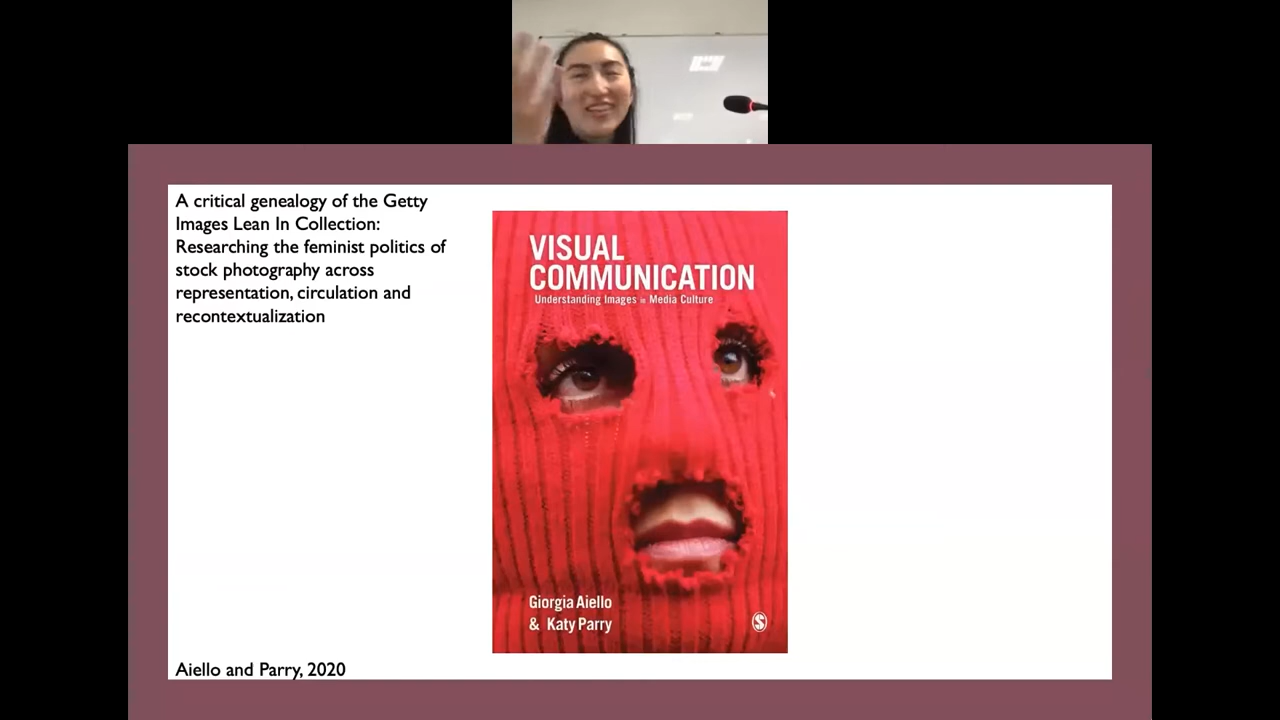 A critical genealogy of the Getty
Images Lean In Collection:
Researching the feminist politics of
stock photography across
representation, circulation and
recontextualization
VISUAL
COMMUNICATION
Understanding Images in Media Culture
Giorgia Aiello
& Katy Parry
Aiello and Parry, 2020